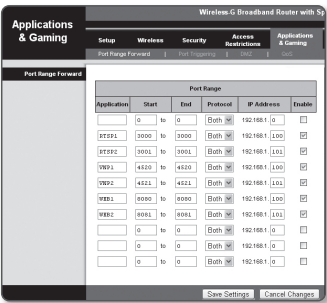 Wireless-G Broadband Router with Sp
Applications
& Gaming
Setup Wireless Security Access Restrictions Applications & Gaming
Port Range Forward | Port Triggering | DMZ | QoS
Port Range Forward
Port Range
Application Start End Protocol IP Address Enable
0 to 0 Both 192.168.1. 0
RTSP1 3000 to 3000 Both 192.168.1. 100
RTSP2 3001 to 3001 Both 192.168.1. 101
VNP1 4520 to 4520 Both 192.168.1. 100
VNP2 4521 to 4521 Both 192.168.1. 101
WEB1 8080 to 8080 Both 192.168.1. 100
WEB2 8081 to 8081 Both 192.168.1. 101
0 to 0 Both 192.168.1. 0
0 to 0 Both 192.168.1. 0
0 to 0 Both 192.168.1. 0
Save Settings Cancel Changes